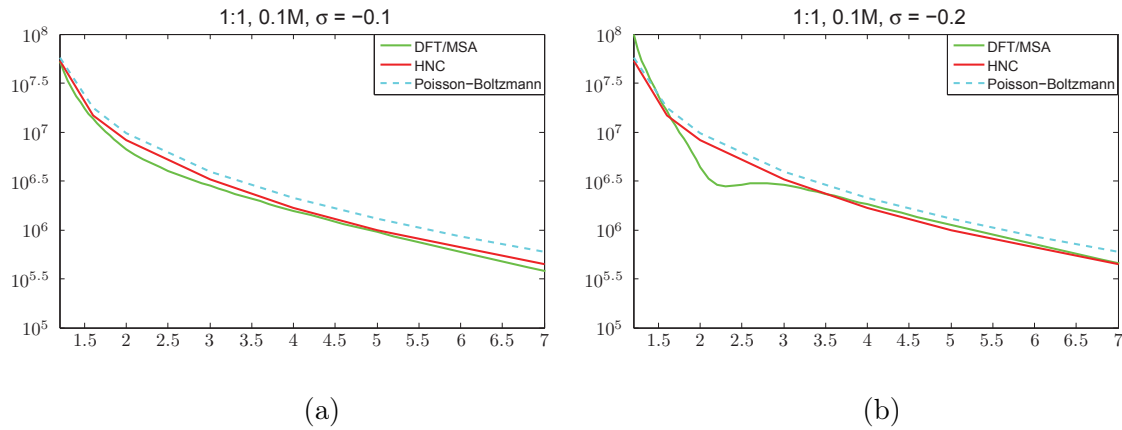 1:1, 0.1M, σ = −0.1
DFT/MSA
HNC
Poisson−Boltzmann
10^8
10^7.5
10^7
10^6.5
10^6
10^5.5
10^5
1.5 2 2.5 3 3.5 4 4.5 5 5.5 6 6.5 7
(a)
1:1, 0.1M, σ = −0.2
DFT/MSA
HNC
Poisson−Boltzmann
10^8
10^7.5
10^7
10^6.5
10^6
10^5.5
10^5
1.5 2 2.5 3 3.5 4 4.5 5 5.5 6 6.5 7
(b)